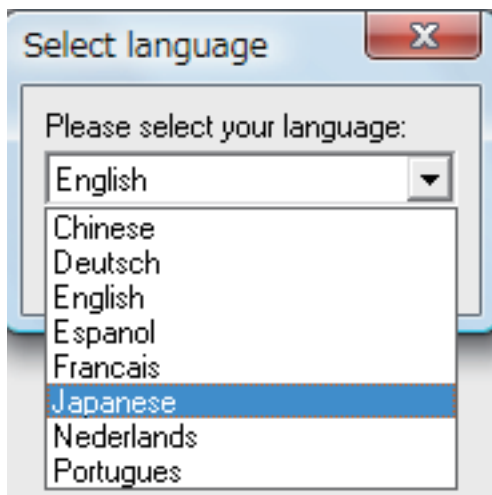 Select language
Please select your language:
English
Chinese
Deutsch
English
Espanol
Francais
Japanese
Nederlands
Portugues